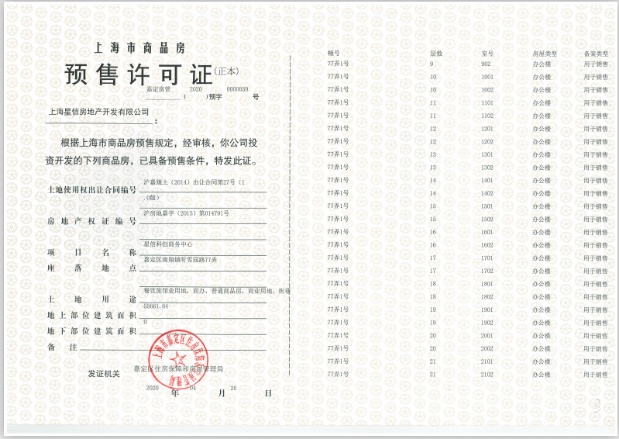 上海市商品房
预售许可证(正本)
嘉定房管 2020 0000059
( )预字 号
上海星信房地产开发有限公司
:
根据上海市商品房预售规定,经审核,你公司投
资开发的下列商品房,已具备预售条件,特发此证。
土地使用权出让合同编号 沪嘉规土(2014)出让合同第27号(1
.0版)
房地产权证编号 沪房地嘉字(2015)第014791号
项目名称 星信科创商务中心
座落地点 嘉定区南翔镇
土地用途 餐饮旅馆业用地,商办,普通商品房,商业用地,
地上部位建筑面积 55661.64
地下部位建筑面积 0
备注
发证机关 嘉定区住房保障和房屋管理局
2020 年 01 月 16 日
幢号 层数 室号 房屋类型 备案类型
77弄1号 9 902 办公楼 用于销售
77弄1号 10 1001 办公楼 用于销售
77弄1号 10 1002 办公楼 用于销售
77弄1号 11 1101 办公楼 用于销售
77弄1号 11 1102 办公楼 用于销售
77弄1号 12 1201 办公楼 用于销售
77弄1号 12 1202 办公楼 用于销售
77弄1号 13 1301 办公楼 用于销售
77弄1号 13 1302 办公楼 用于销售
77弄1号 14 1401 办公楼 用于销售
77弄1号 14 1402 办公楼 用于销售
77弄1号 15 1501 办公楼 用于销售
77弄1号 15 1502 办公楼 用于销售
77弄1号 16 1601 办公楼 用于销售
77弄1号 16 1602 办公楼 用于销售
77弄1号 17 1701 办公楼 用于销售
77弄1号 17 1702 办公楼 用于销售
77弄1号 18 1801 办公楼 用于销售
77弄1号 18 1802 办公楼 用于销售
77弄1号 19 1901 办公楼 用于销售
77弄1号 19 1902 办公楼 用于销售
77弄1号 20 2001 办公楼 用于销售
77弄1号 20 2002 办公楼 用于销售
77弄1号 21 2101 办公楼 用于销售
77弄1号 21 2102 办公楼 用于销售